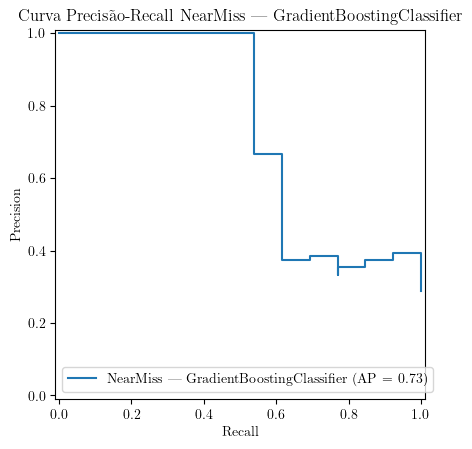 Curva Precisão-Recall NearMiss — GradientBoostingClassifier
1.0
0.8
0.6
0.4
0.2
0.0
Precision
NearMiss — GradientBoostingClassifier (AP = 0.73)
0.0 0.2 0.4 0.6 0.8 1.0
Recall